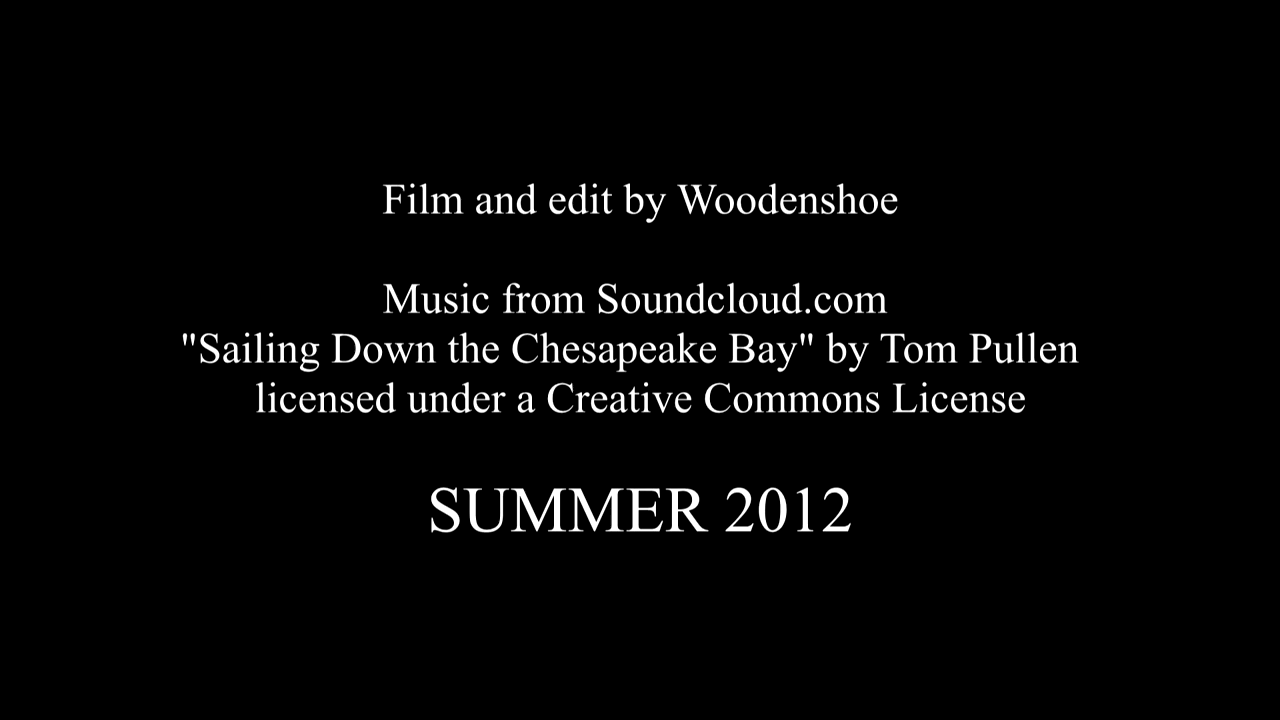 Film and edit by Woodenshoe
Music from Soundcloud.com
"Sailing Down the Chesapeake Bay" by Tom Pullen
licensed under a Creative Commons License
SUMMER 2012